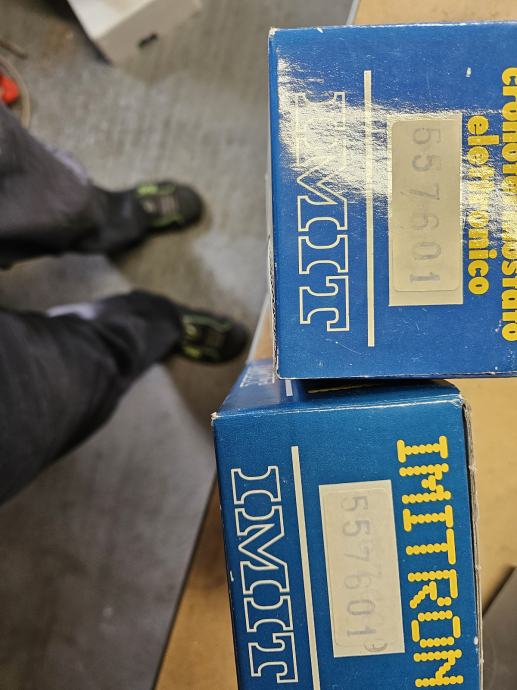 IMIT
557601
cronotermostato
elettronico
IMIT
557601
IMITRON